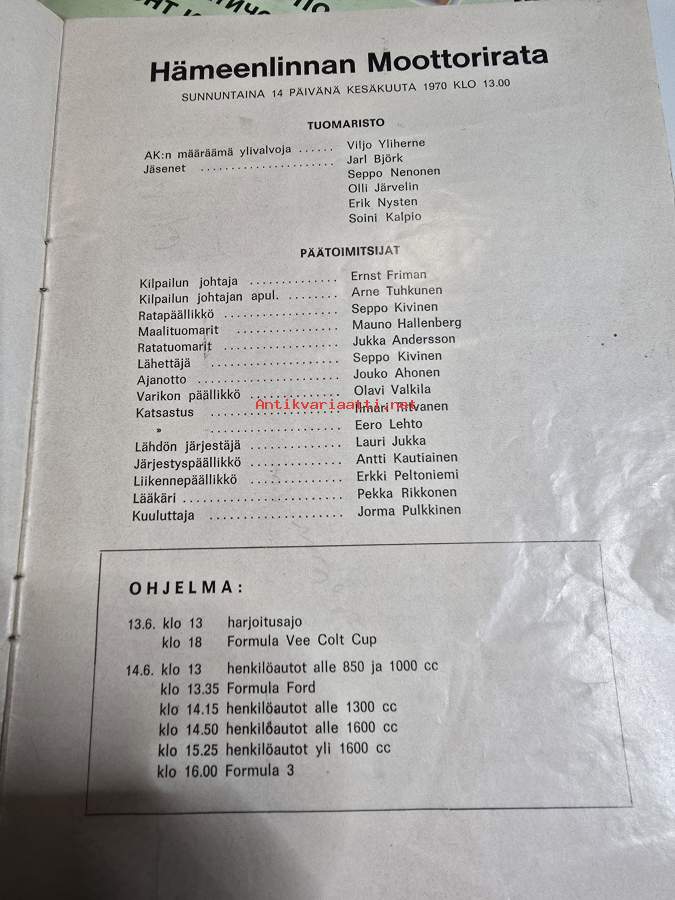 Hämeenlinnan Moottorirata
SUNNUNTAINA 14 PÄIVÄNÄ KESÄKUUTA 1970 KLO 13.00
TUOMARISTO
AK:n määräämä ylivalvoja ...... Viljo Yliherne
Jäsenet ...................... Jarl Björk
Seppo Nenonen
Olli Järvelin
Erik Nysten
Soini Kalpio
PÄÄTOIMITSIJAT
Kilpailun johtaja .............. Ernst Friman
Kilpailun johtajan apul. ........ Arne Tuhkunen
Ratapäällikkö .................. Seppo Kivinen
Maalituomarit ................ Mauno Hallenberg
Ratatuomarit .................. Jukka Andersson
Lähettäjä .................... Seppo Kivinen
Ajanotto ...................... Jouko Ahonen
Varikon päällikkö .............. Olavi Valkila
Antikvariaatti.net
Katsastus .................... Ilmari
» .................... Eero Lehto
Lähdön järjestäjä .............. Lauri Jukka
Järjestyspäällikkö .............. Antti Kautiainen
Liikennepäällikkö .............. Erkki Peltoniemi
Lääkäri ........................ Pekka Rikkonen
Kuuluttaja .................... Jorma Pulkkinen
OHJELMA:
13.6. klo 13 harjoitusajo
klo 18 Formula Vee Colt Cup
14.6. klo 13 henkilöautot alle 850 ja 1000 cc
klo 13.35 Formula Ford
klo 14.15 henkilöautot alle 1300 cc
klo 14.50 henkilöautot alle 1600 cc
klo 15.25 henkilöautot yli 1600 cc
klo 16.00 Formula 3